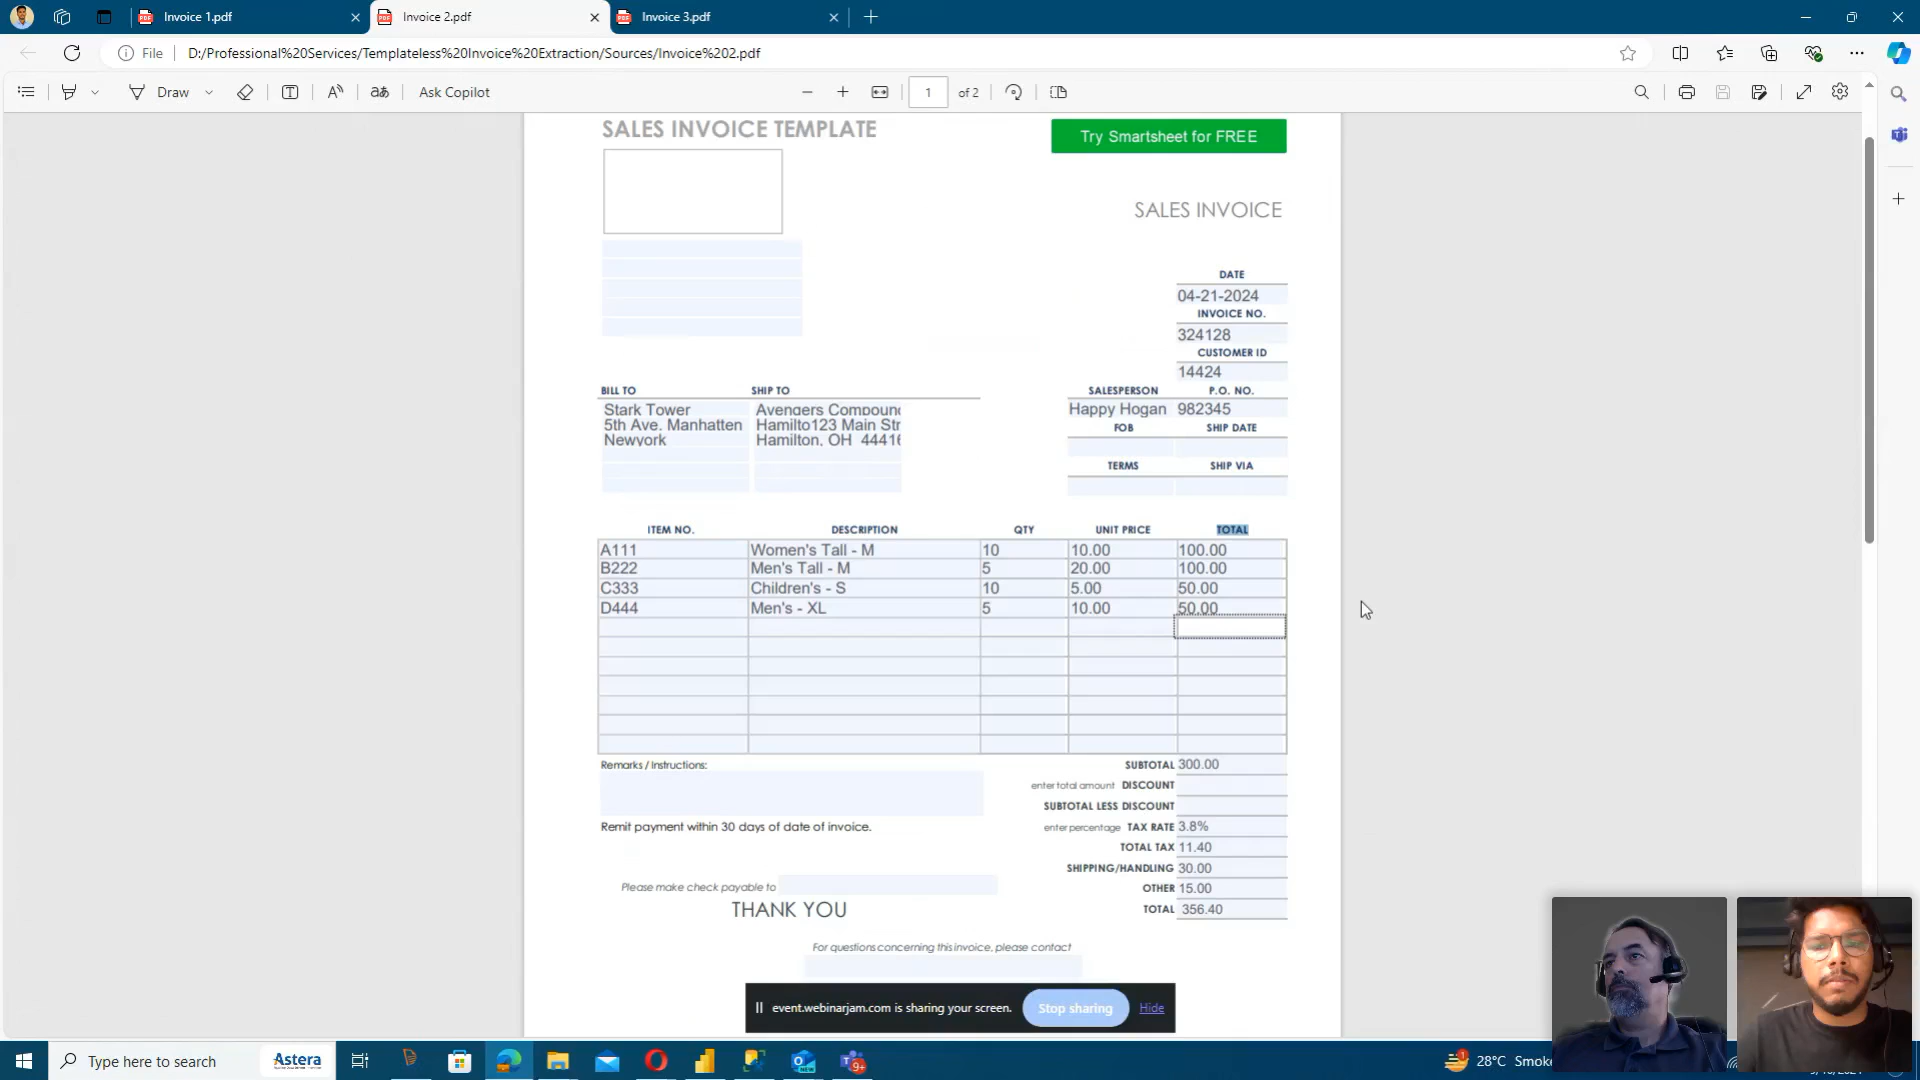 Invoice 1.pdf
Invoice 2.pdf
Invoice 3.pdf
File
D:/Professional%20Services/Templateless%20Invoice%20Extraction/Sources/Invoice%202.pdf
Draw
Ask Copilot
1 of 2
SALES INVOICE TEMPLATE
Try Smartsheet for FREE
SALES INVOICE
DATE
04-21-2024
INVOICE NO.
324128
CUSTOMER ID
14424
BILL TO SHIP TO SALESPERSON P.O. NO.
Stark Tower Avengers Compound Happy Hogan 982345
5th Ave. Manhatten Hamilto123 Main Str
Newyork Hamilton, OH 44416
FOB SHIP DATE
TERMS SHIP VIA
ITEM NO. DESCRIPTION QTY UNIT PRICE TOTAL
A111 Women's Tall - M 10 10.00 100.00
B222 Men's Tall - M 5 20.00 100.00
C333 Children's - S 10 5.00 50.00
D444 Men's - XL 5 10.00 50.00
Remarks / Instructions:
SUBTOTAL 300.00
enter total amount DISCOUNT
SUBTOTAL LESS DISCOUNT
Remit payment within 30 days of date of invoice.
enter percentage TAX RATE 3.8%
TOTAL TAX 11.40
SHIPPING/HANDLING 30.00
Please make check payable to
OTHER 15.00
THANK YOU
TOTAL 356.40
For questions concerning this invoice, please contact
event.webinarjam.com is sharing your screen.
Stop sharing
Hide
Type here to search
Astera
28°C Smoke